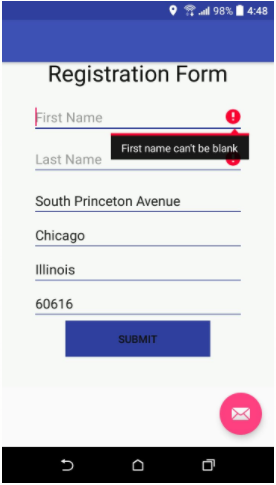 98% 4:48
Registration Form
First Name
First name can't be blank
Last Name
South Princeton Avenue
Chicago
Illinois
60616
SUBMIT